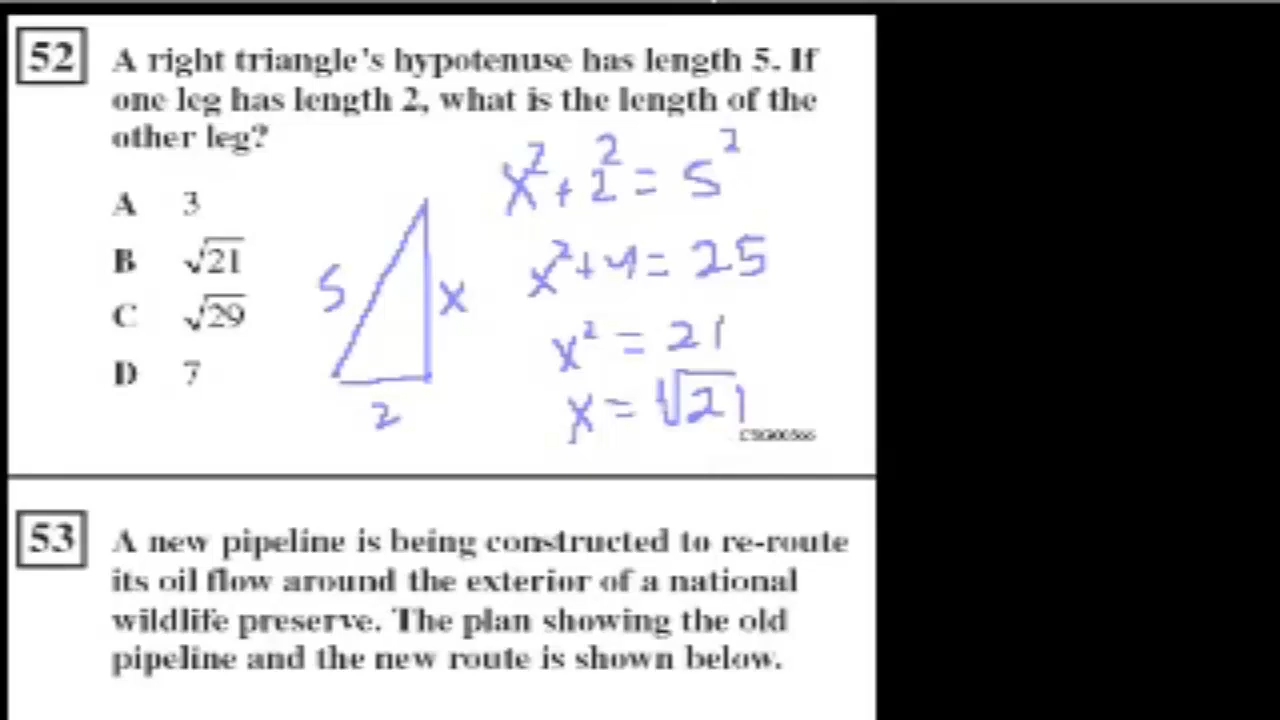 52 A right triangle's hypotenuse has length 5. If
one leg has length 2, what is the length of the
other leg?
A 3
B √21
C √29
D 7
5
x
2
x² + 2² = 5²
x² + 4 = 25
x² = 21
x = √21
53 A new pipeline is being constructed to re-route
its oil flow around the exterior of a national
wildlife preserve. The plan showing the old
pipeline and the new route is shown below.